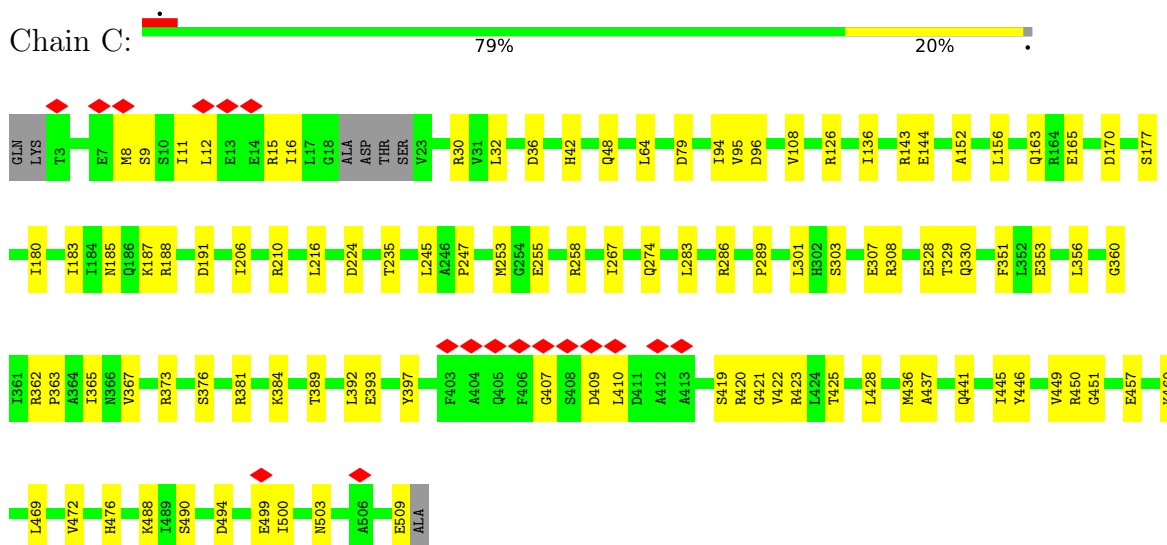 Chain C:
79% 20%
GLN LYS T3 E7 M8 S9 S10 I11 L12 E13 E14 R15 I16 L17 G18 ALA ASP THR SER V23 R30 V31 L32 D36 H42 Q48 L64 D79 I94 V95 D96 V108 R126 I136 R143 E144 A152 L156 Q163 R164 E165 D170 S177
I180 I183 I184 N185 Q186 K187 R188 D191 I206 R210 L216 D224 T235 L245 A246 P247 M253 G254 E255 R258 I267 Q274 L283 R286 P289 L301 H302 S303 E307 R308 E328 T329 Q330 F351 L352 E353 L356 G360
I361 R362 P363 A364 I365 N366 V367 R373 S376 R381 K384 T389 L392 E393 Y397 F403 A404 Q405 F406 G407 S408 D409 L410 D411 A412 A413 S419 R420 G421 V422 R423 L424 T425 L428 M436 A437 Q441 I445 Y446 V449 R450 G451 E457
L469 V472 H476 K488 I489 S490 D494 E499 I500 N503 A506 E509 ALA